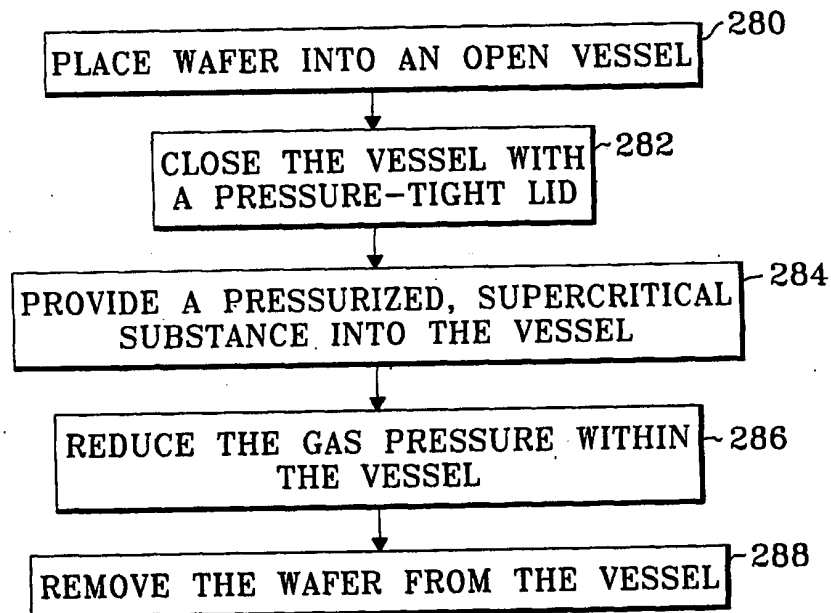 PLACE WAFER INTO AN OPEN VESSEL
280
CLOSE THE VESSEL WITH
A PRESSURE-TIGHT LID
282
PROVIDE A PRESSURIZED, SUPERCRITICAL
SUBSTANCE INTO THE VESSEL
284
REDUCE THE GAS PRESSURE WITHIN
THE VESSEL
286
REMOVE THE WAFER FROM THE VESSEL
288